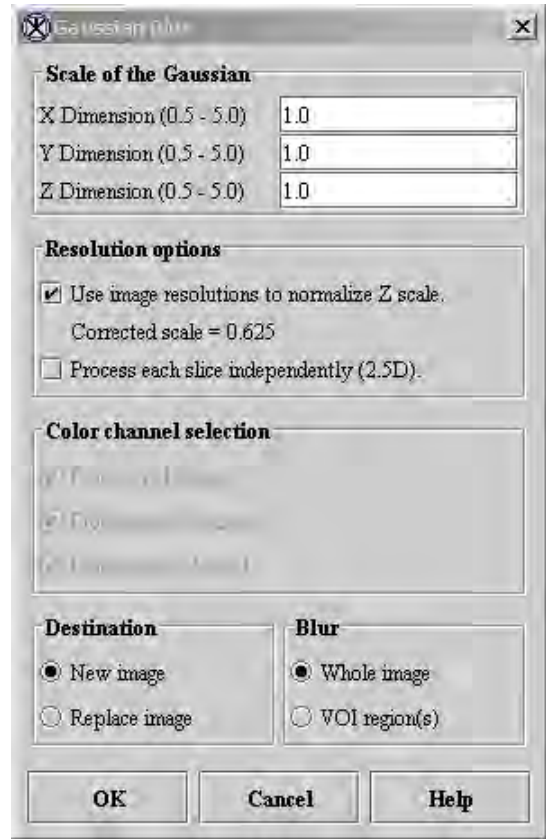 Gaussian blur
Scale of the Gaussian
X Dimension (0.5 - 5.0) 1.0
Y Dimension (0.5 - 5.0) 1.0
Z Dimension (0.5 - 5.0) 1.0
Resolution options
Use image resolutions to normalize Z scale.
Corrected scale = 0.625
Process each slice independently (2.5D).
Color channel selection
Destination
New image
Replace image
Blur
Whole image
VOI region(s)
OK Cancel Help